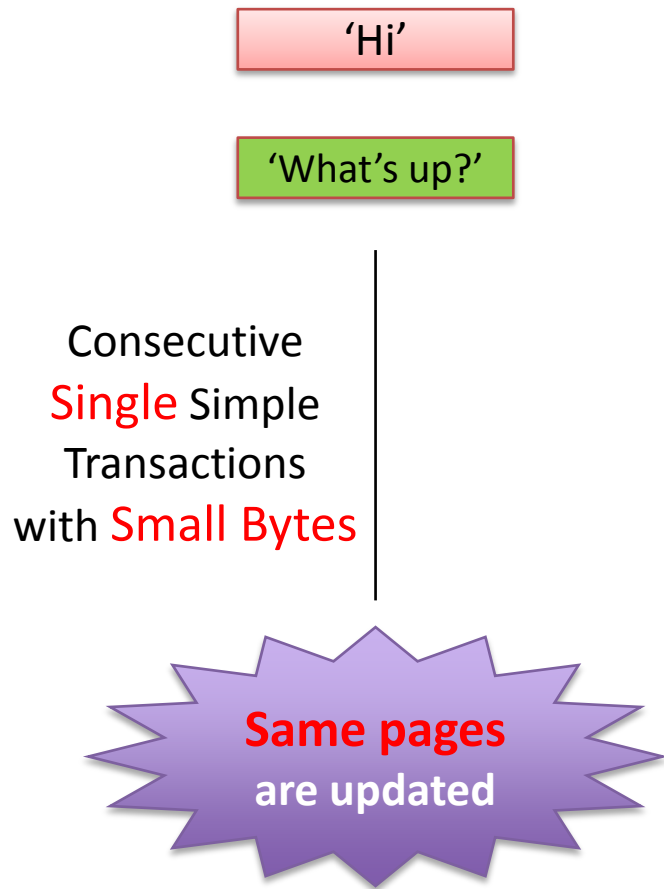 ‘Hi’
‘What’s up?’
Consecutive
Single Simple
Transactions
with Small Bytes
Same pages
are updated